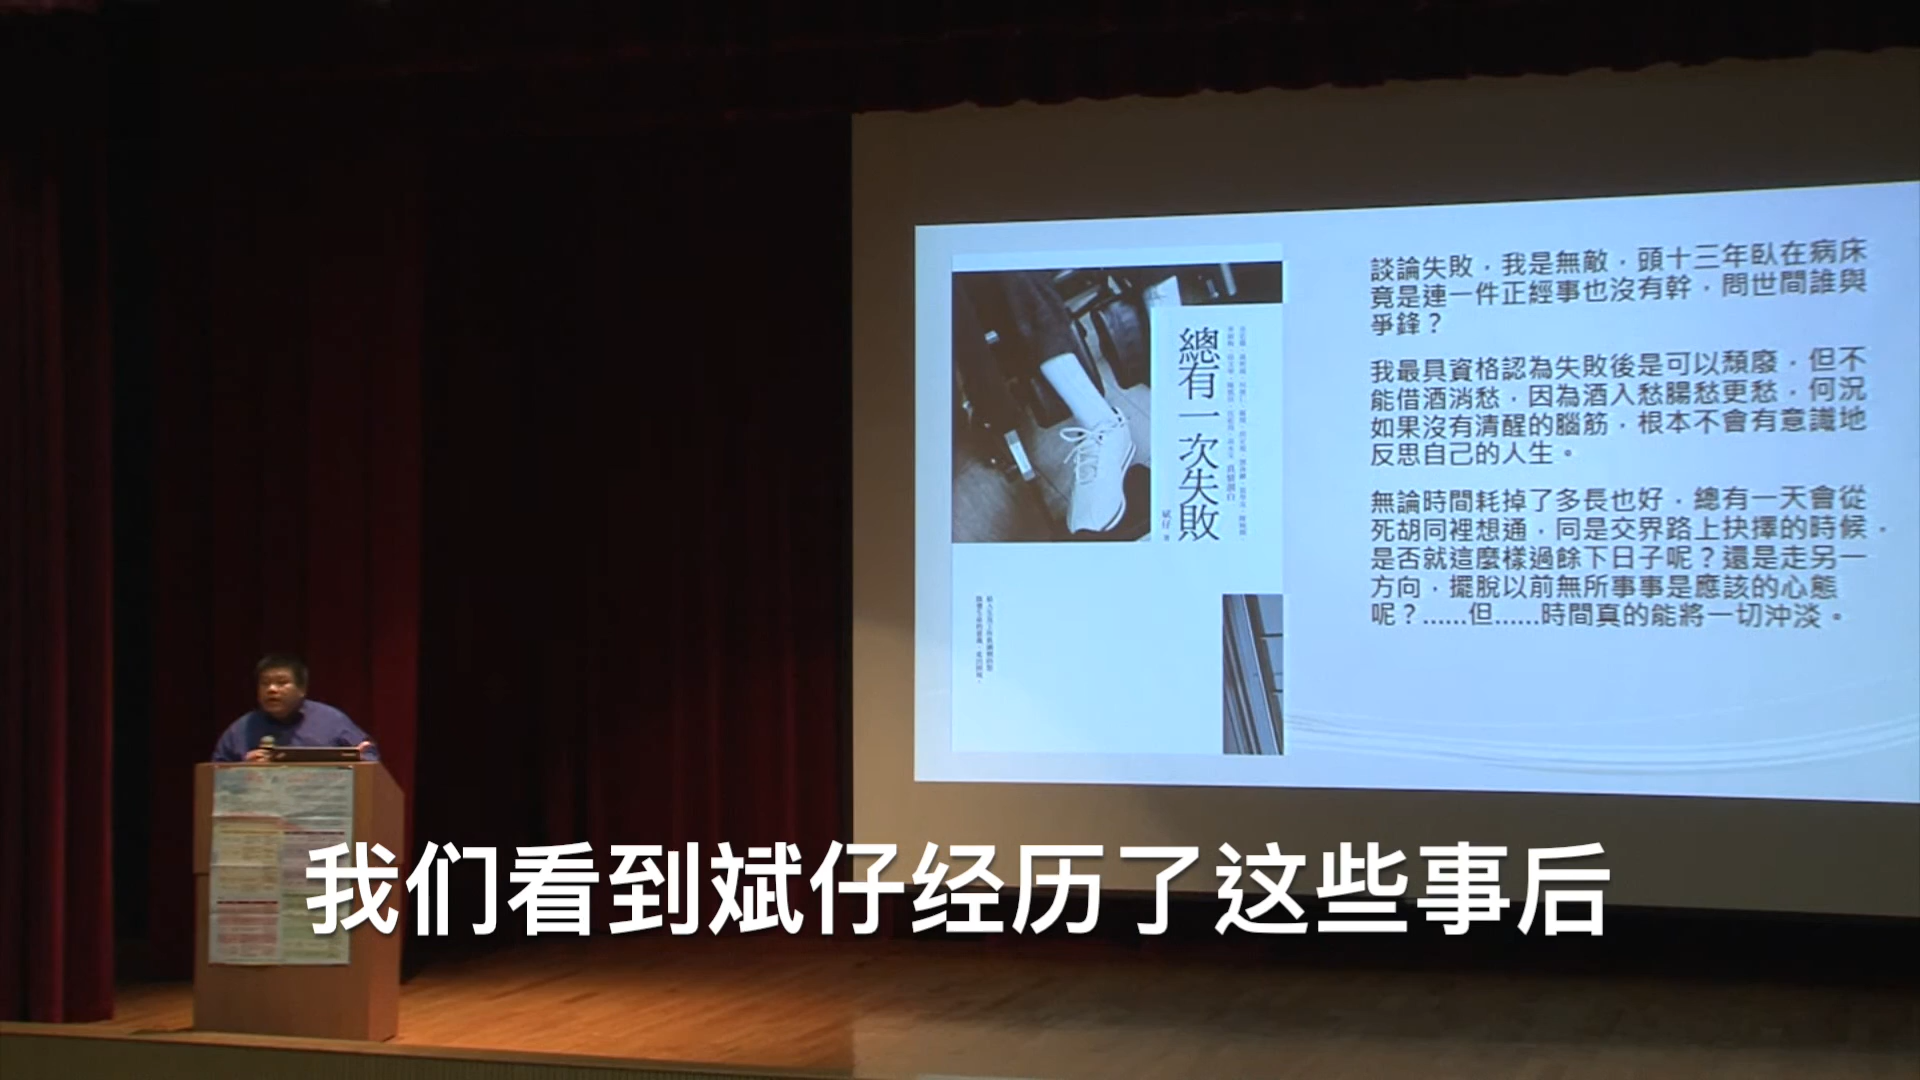 總有一次失敗
斌仔 著
談論失敗，我是無敵，頭十三年臥在病床
竟是連一件正經事也沒有幹，問世間誰與
爭鋒？
我最具資格認為失敗後是可以頹廢，但不
能借酒消愁，因為酒入愁腸愁更愁，何況
如果沒有清醒的腦筋，根本不會有意識地
反思自己的人生。
無論時間耗掉了多長也好，總有一天會從
死胡同裡想通，同是交界路上抉擇的時候，
是否就這麼樣過餘下日子呢？還是走另一
方向，擺脫以前無所事事是應該的心態
呢？……但……時間真的能將一切沖淡。
我们看到斌仔经历了这些事后